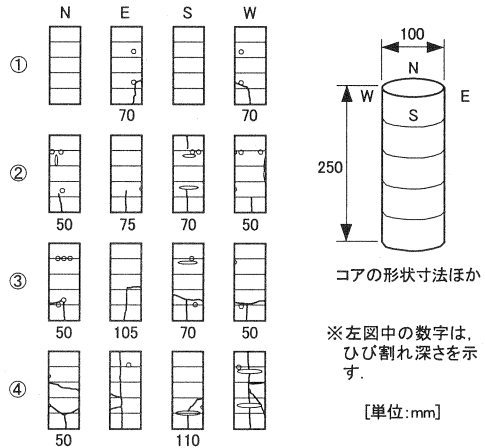 N E S W
①
70 70
②
50 75 70 50
③
50 105 70 50
④
50 110
100
N
W E
S
250
コアの形状寸法ほか
※左図中の数字は，
ひび割れ深さを示
す．
[単位:mm]